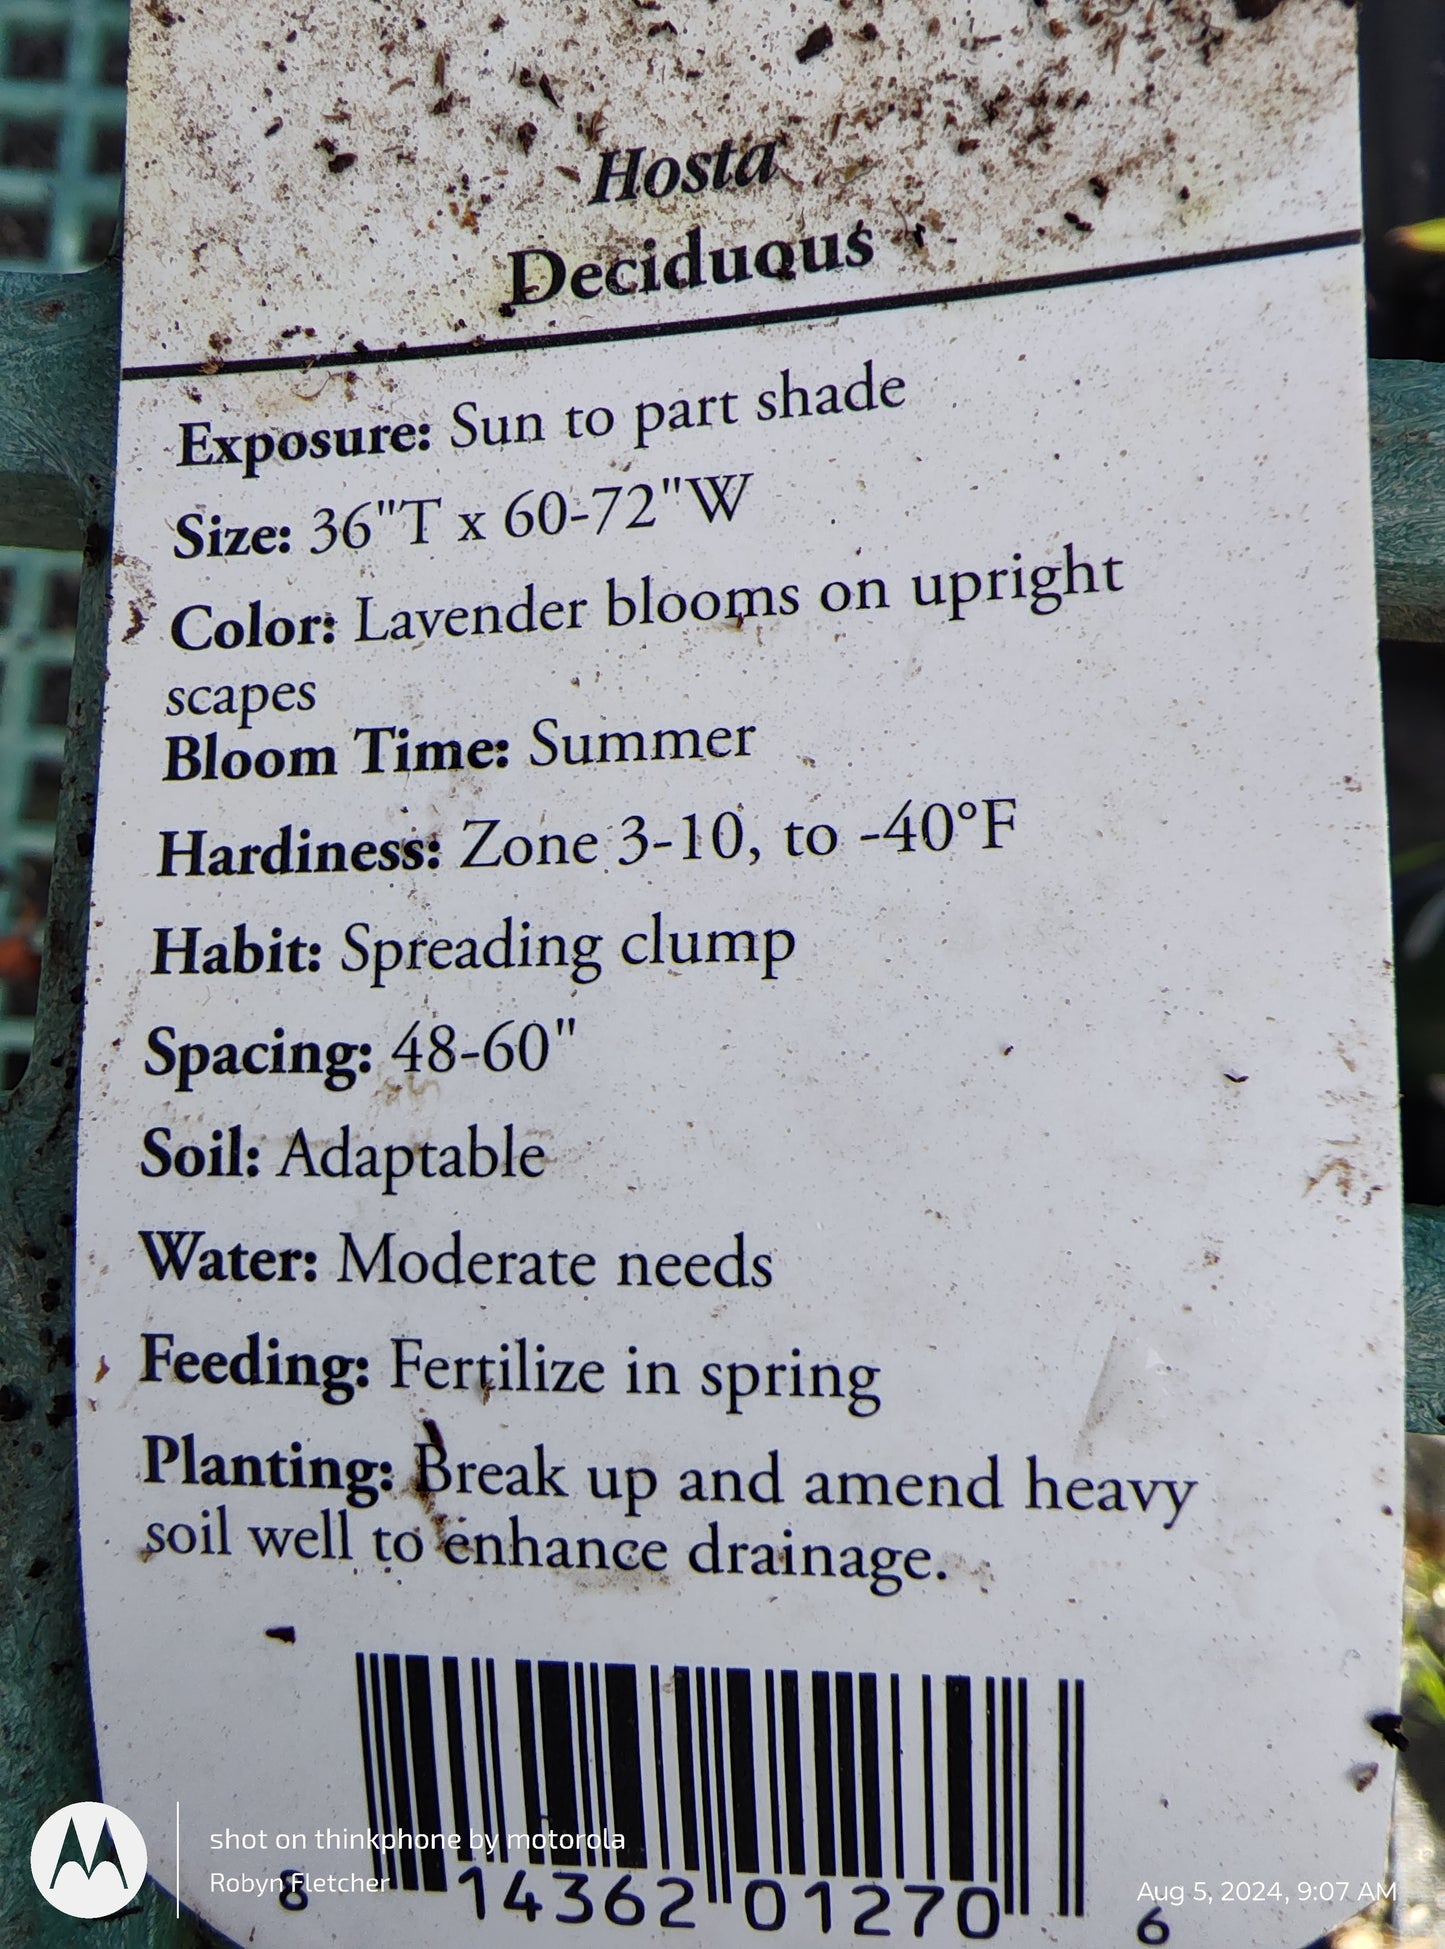 Hosta
Deciduous
Exposure: Sun to part shade
Size: 36"T x 60-72"W
Color: Lavender blooms on upright
scapes
Bloom Time: Summer
Hardiness: Zone 3-10, to -40°F
Habit: Spreading clump
Spacing: 48-60"
Soil: Adaptable
Water: Moderate needs
Feeding: Fertilize in spring
Planting: Break up and amend heavy
soil well to enhance drainage.
8 14362 01270 6
shot on thinkphone by motorola
Robyn Fletcher
Aug 5, 2024, 9:07 AM